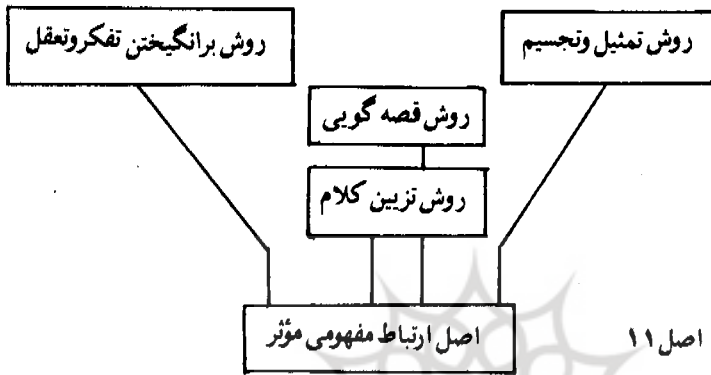 روش تمثیل وتجسیم
روش برانگیختن تفکروتعقل
روش قصه گویی
روش تزیین کلام
اصل ۱۱
اصل ارتباط مفهومی مؤثر